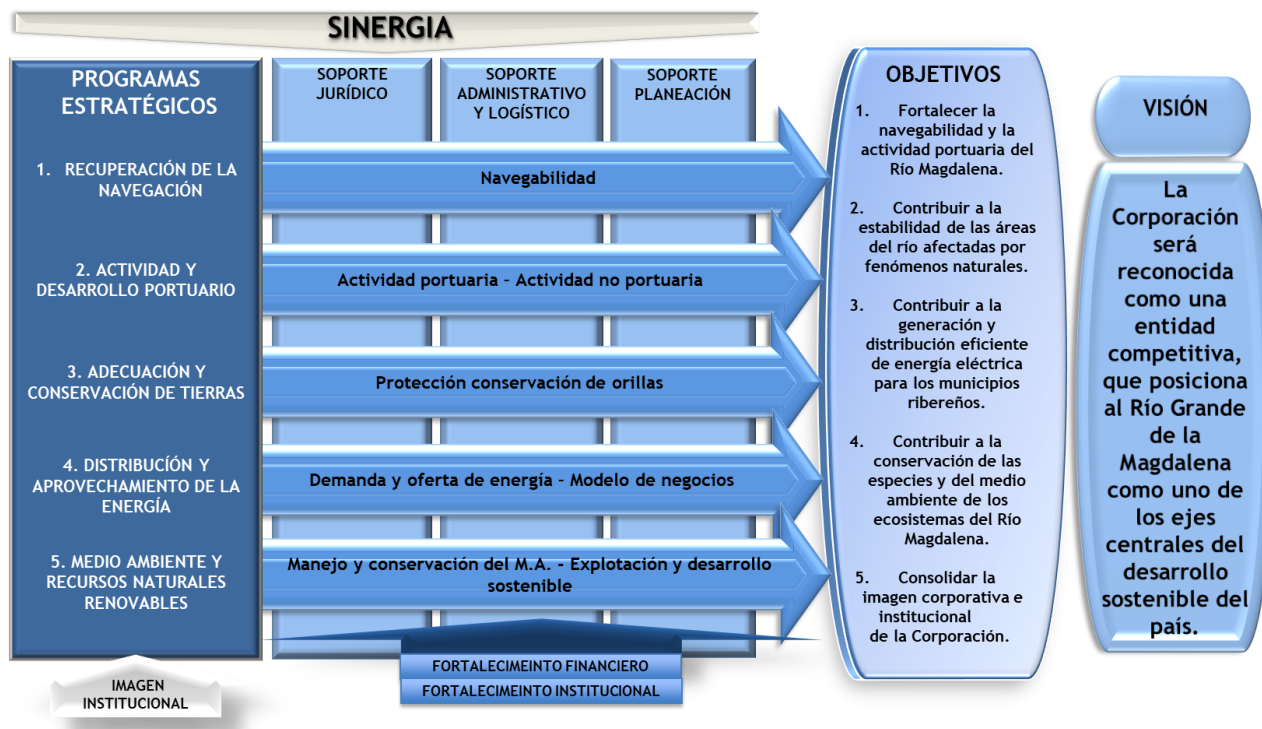 SINERGIA
PROGRAMAS
ESTRATÉGICOS
1. RECUPERACIÓN DE LA
NAVEGACIÓN
2. ACTIVIDAD Y
DESARROLLO PORTUARIO
3. ADECUACIÓN Y
CONSERVACIÓN DE TIERRAS
4. DISTRIBUCÍÓN Y
APROVECHAMIENTO DE LA
ENERGÍA
5. MEDIO AMBIENTE Y
RECURSOS NATURALES
RENOVABLES
IMAGEN
INSTITUCIONAL
SOPORTE
JURÍDICO
SOPORTE
ADMINISTRATIVO
Y LOGÍSTICO
SOPORTE
PLANEACIÓN
Navegabilidad
Actividad portuaria - Actividad no portuaria
Protección conservación de orillas
Demanda y oferta de energía - Modelo de negocios
Manejo y conservación del M.A. - Explotación y desarrollo
sostenible
FORTALECIMEINTO FINANCIERO
FORTALECIMEINTO INSTITUCIONAL
OBJETIVOS
1. Fortalecer la
navegabilidad y la
actividad portuaria del
Río Magdalena.
2. Contribuir a la
estabilidad de las áreas
del río afectadas por
fenómenos naturales.
3. Contribuir a la
generación y
distribución eficiente
de energía eléctrica
para los municipios
ribereños.
4. Contribuir a la
conservación de las
especies y del medio
ambiente de los
ecosistemas del Río
Magdalena.
5. Consolidar la
imagen corporativa e
institucional
de la Corporación.
VISIÓN
La
Corporación
será
reconocida
como una
entidad
competitiva,
que posiciona
al Río Grande
de la
Magdalena
como uno de
los ejes
centrales del
desarrollo
sostenible del
país.